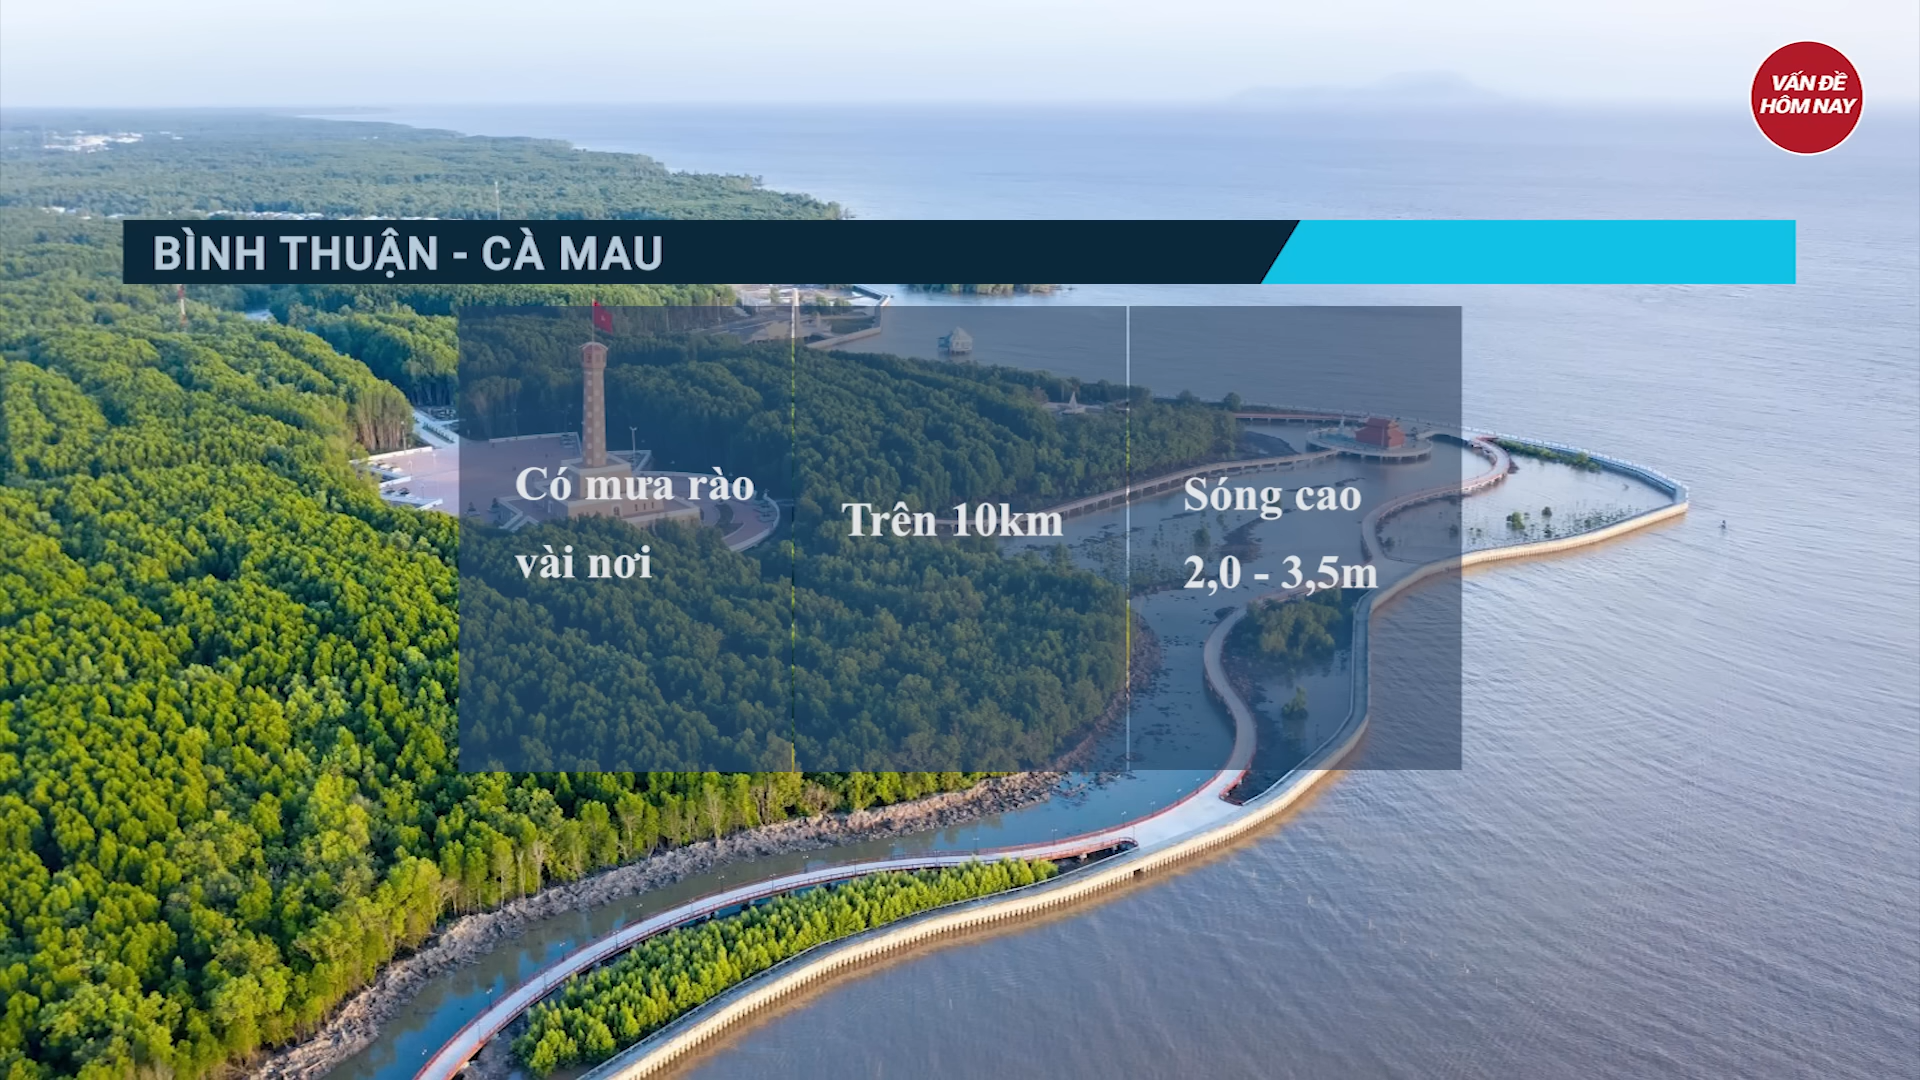 VẤN ĐỀ
HÔM NAY
BÌNH THUẬN - CÀ MAU
Có mưa rào
vài nơi
Trên 10km
Sóng cao
2,0 - 3,5m